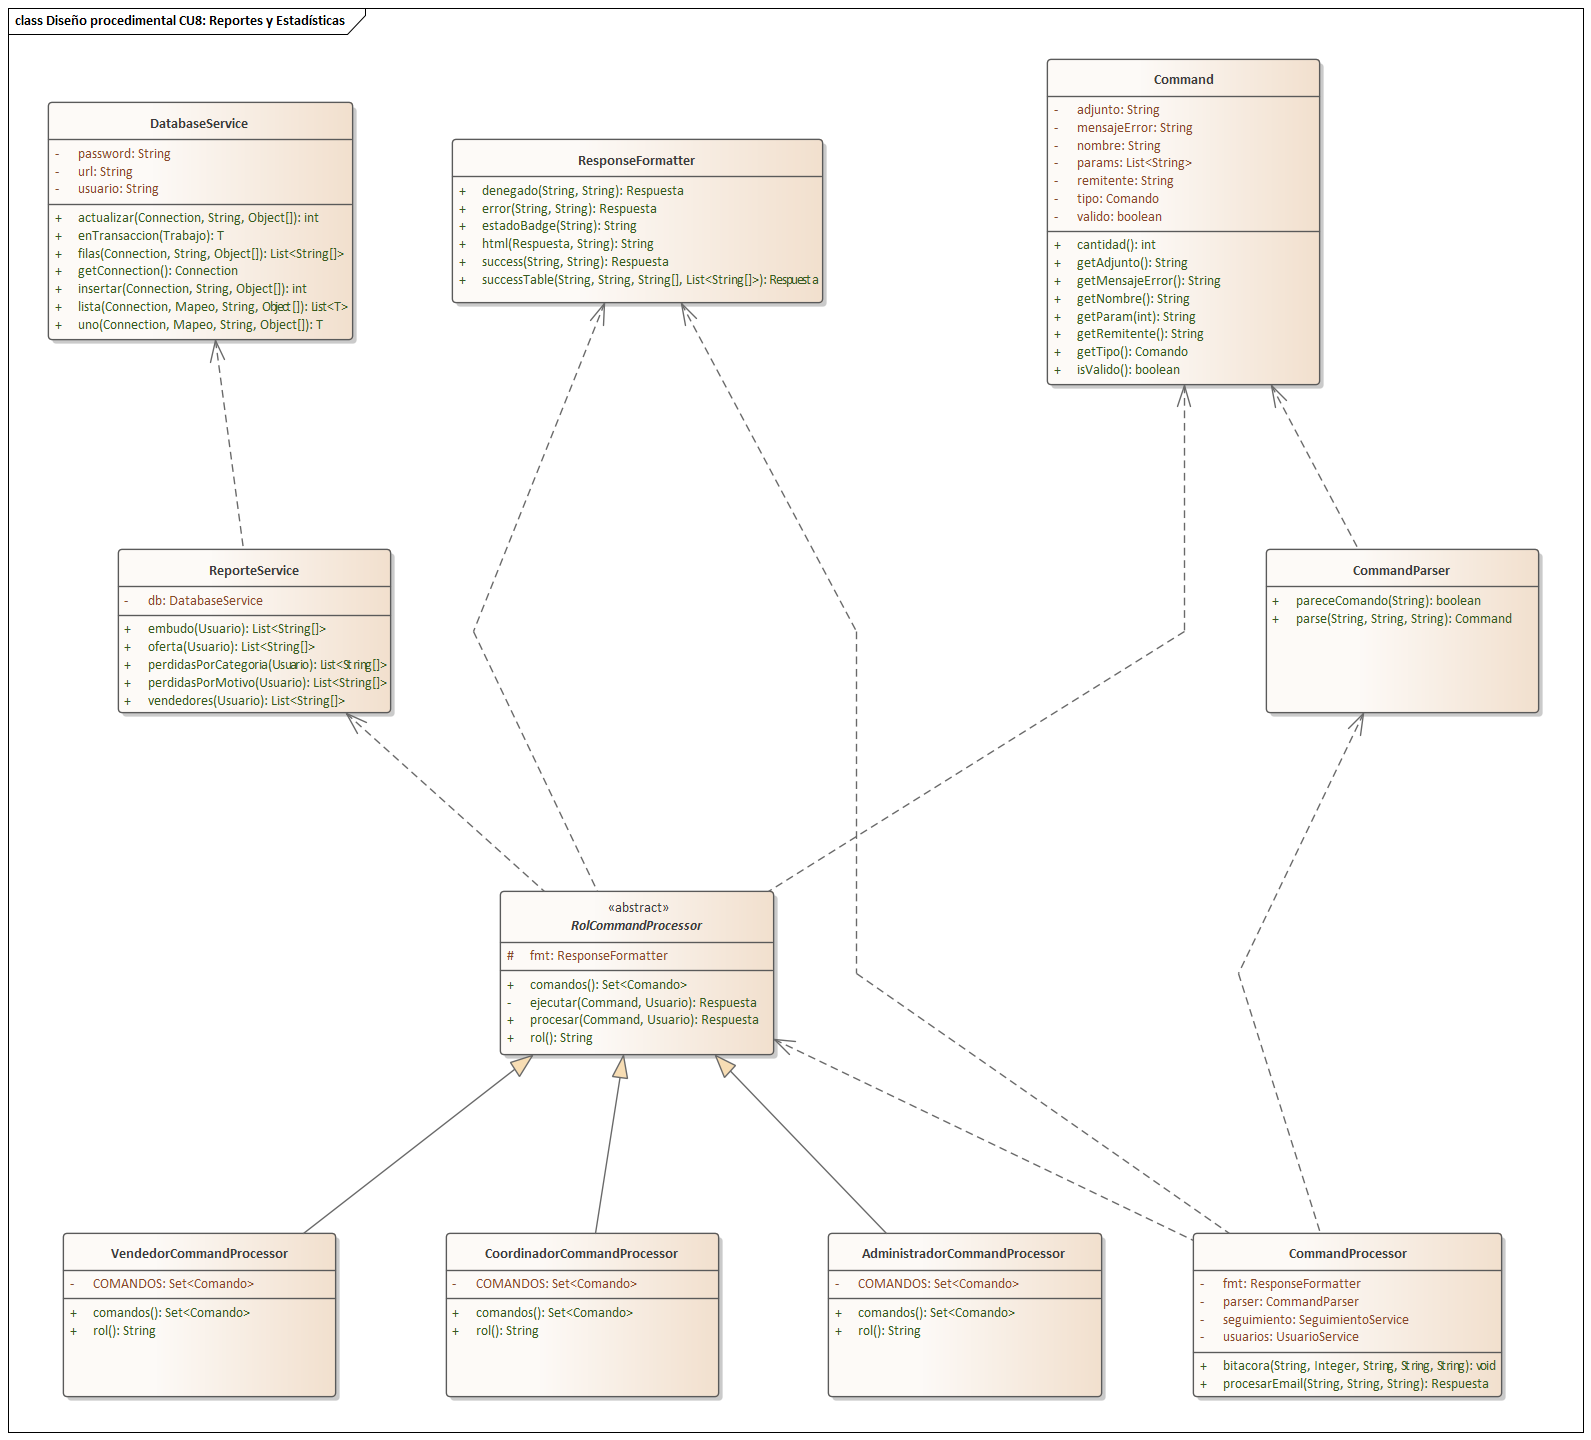 class Diseño procedimental CU8: Reportes y Estadísticas
DatabaseService
- password: String
- url: String
- usuario: String
+ actualizar(Connection, String, Object[]): int
+ enTransaccion(Trabajo): T
+ filas(Connection, String, Object[]): List<String[]>
+ getConnection(): Connection
+ insertar(Connection, String, Object[]): int
+ lista(Connection, Mapeo, String, Object[]): List<T>
+ uno(Connection, Mapeo, String, Object[]): T
ResponseFormatter
+ denegado(String, String): Respuesta
+ error(String, String): Respuesta
+ estadoBadge(String): String
+ html(Respuesta, String): String
+ success(String, String): Respuesta
+ successTable(String, String, String[], List<String[]>): Respuesta
Command
- adjunto: String
- mensajeError: String
- nombre: String
- params: List<String>
- remitente: String
- tipo: Comando
- valido: boolean
+ cantidad(): int
+ getAdjunto(): String
+ getMensajeError(): String
+ getNombre(): String
+ getParam(int): String
+ getRemitente(): String
+ getTipo(): Comando
+ isValido(): boolean
ReporteService
- db: DatabaseService
+ embudo(Usuario): List<String[]>
+ oferta(Usuario): List<String[]>
+ perdidasPorCategoria(Usuario): List<String[]>
+ perdidasPorMotivo(Usuario): List<String[]>
+ vendedores(Usuario): List<String[]>
CommandParser
+ pareceComando(String): boolean
+ parse(String, String, String): Command
«abstract»
RolCommandProcessor
# fmt: ResponseFormatter
+ comandos(): Set<Comando>
- ejecutar(Command, Usuario): Respuesta
+ procesar(Command, Usuario): Respuesta
+ rol(): String
VendedorCommandProcessor
- COMANDOS: Set<Comando>
+ comandos(): Set<Comando>
+ rol(): String
CoordinadorCommandProcessor
- COMANDOS: Set<Comando>
+ comandos(): Set<Comando>
+ rol(): String
AdministradorCommandProcessor
- COMANDOS: Set<Comando>
+ comandos(): Set<Comando>
+ rol(): String
CommandProcessor
- fmt: ResponseFormatter
- parser: CommandParser
- seguimiento: SeguimientoService
- usuarios: UsuarioService
+ bitacora(String, Integer, String, String, String): void
+ procesarEmail(String, String, String): Respuesta